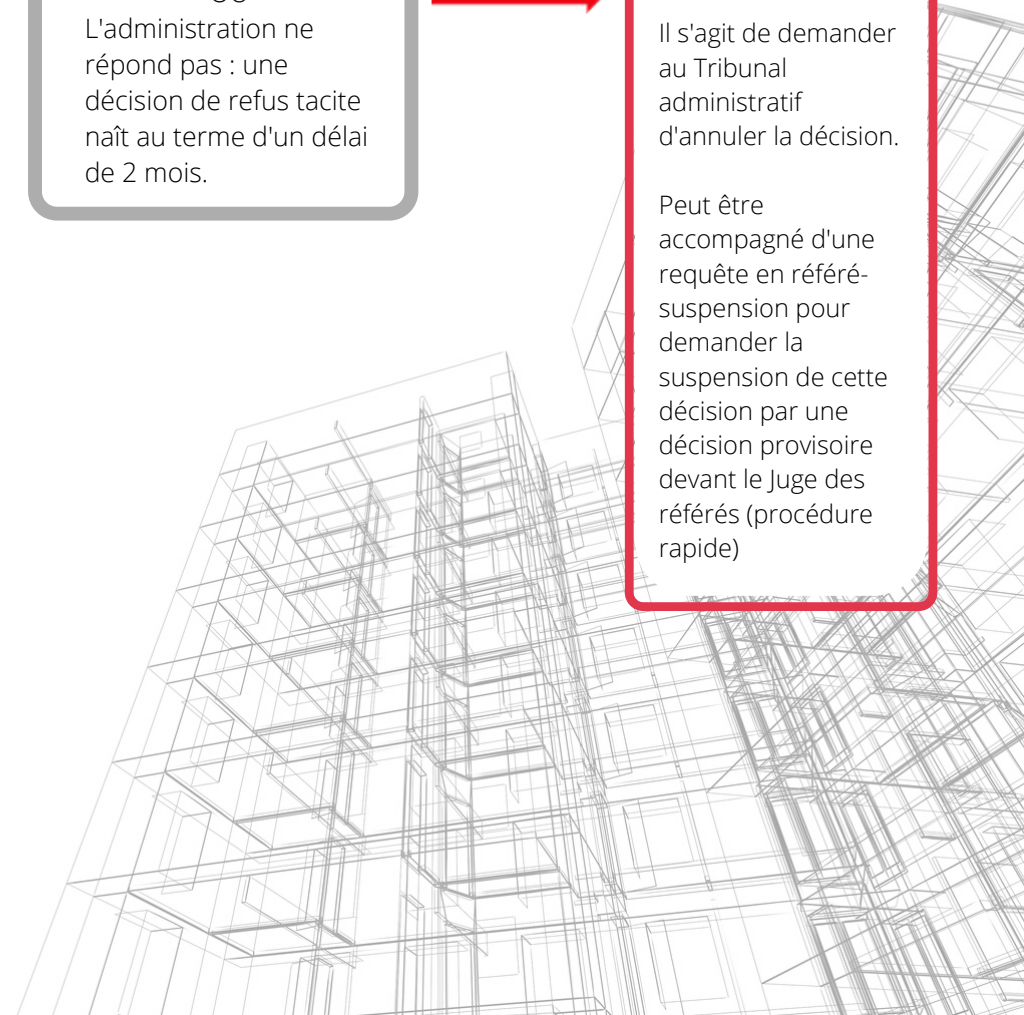 L'administration ne
répond pas : une
décision de refus tacite
naît au terme d'un délai
de 2 mois.
Il s'agit de demander
au Tribunal
administratif
d'annuler la décision.
Peut être
accompagné d'une
requête en référé-
suspension pour
demander la
suspension de cette
décision par une
décision provisoire
devant le Juge des
référés (procédure
rapide)